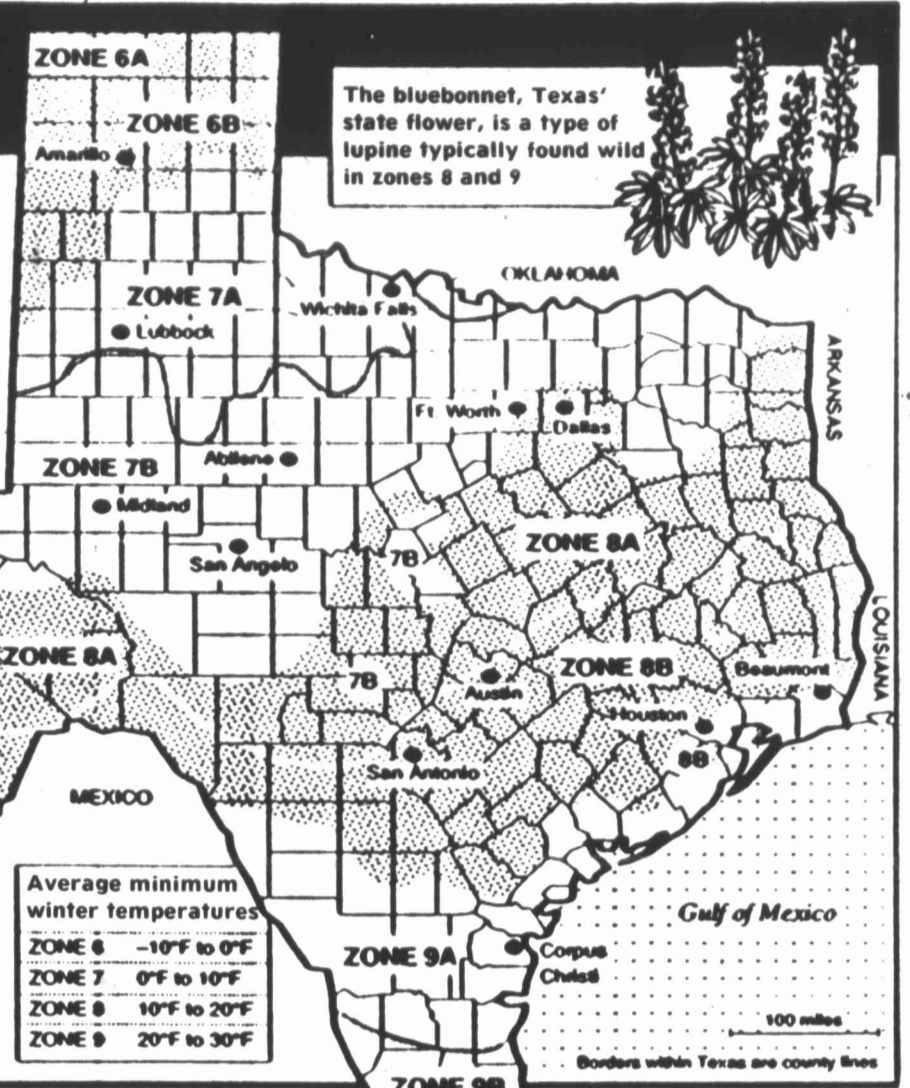 ZONE 6A
The bluebonnet, Texas'
state flower, is a type of
lupine typically found wild
in zones 8 and 9
ZONE 6B
Amarillo
OKLAHOMA
ZONE 7A
Wichita Falls
Lubbock
ARKANSAS
Ft. Worth
Dallas
ZONE 7B
Abilene
Midland
ZONE 8A
7B
San Angelo
LOUISIANA
ZONE 8A
7B
ZONE 8B
Beaumont
Austin
Houston
8B
San Antonio
MEXICO
Average minimum
winter temperatures
ZONE 6 −10°F to 0°F
ZONE 7 0°F to 10°F
ZONE 8 10°F to 20°F
ZONE 9 20°F to 30°F
Gulf of Mexico
ZONE 9A
Corpus
Christi
100 miles
Borders within Texas are county lines
ZONE 9B